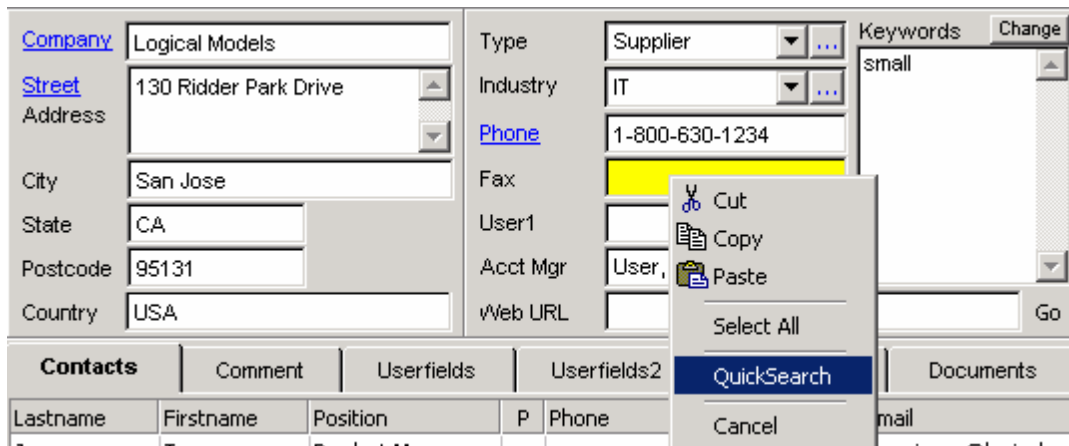 Company Logical Models
Street 130 Ridder Park Drive
Address
City San Jose
State CA
Postcode 95131
Country USA
Type Supplier ...
Industry IT ...
Phone 1-800-630-1234
Fax
User1
Acct Mgr User,
Web URL Go
Keywords Change
small
Cut
Copy
Paste
Select All
QuickSearch
Cancel
Contacts Comment Userfields Userfields2 Documents
Lastname Firstname Position P Phone mail